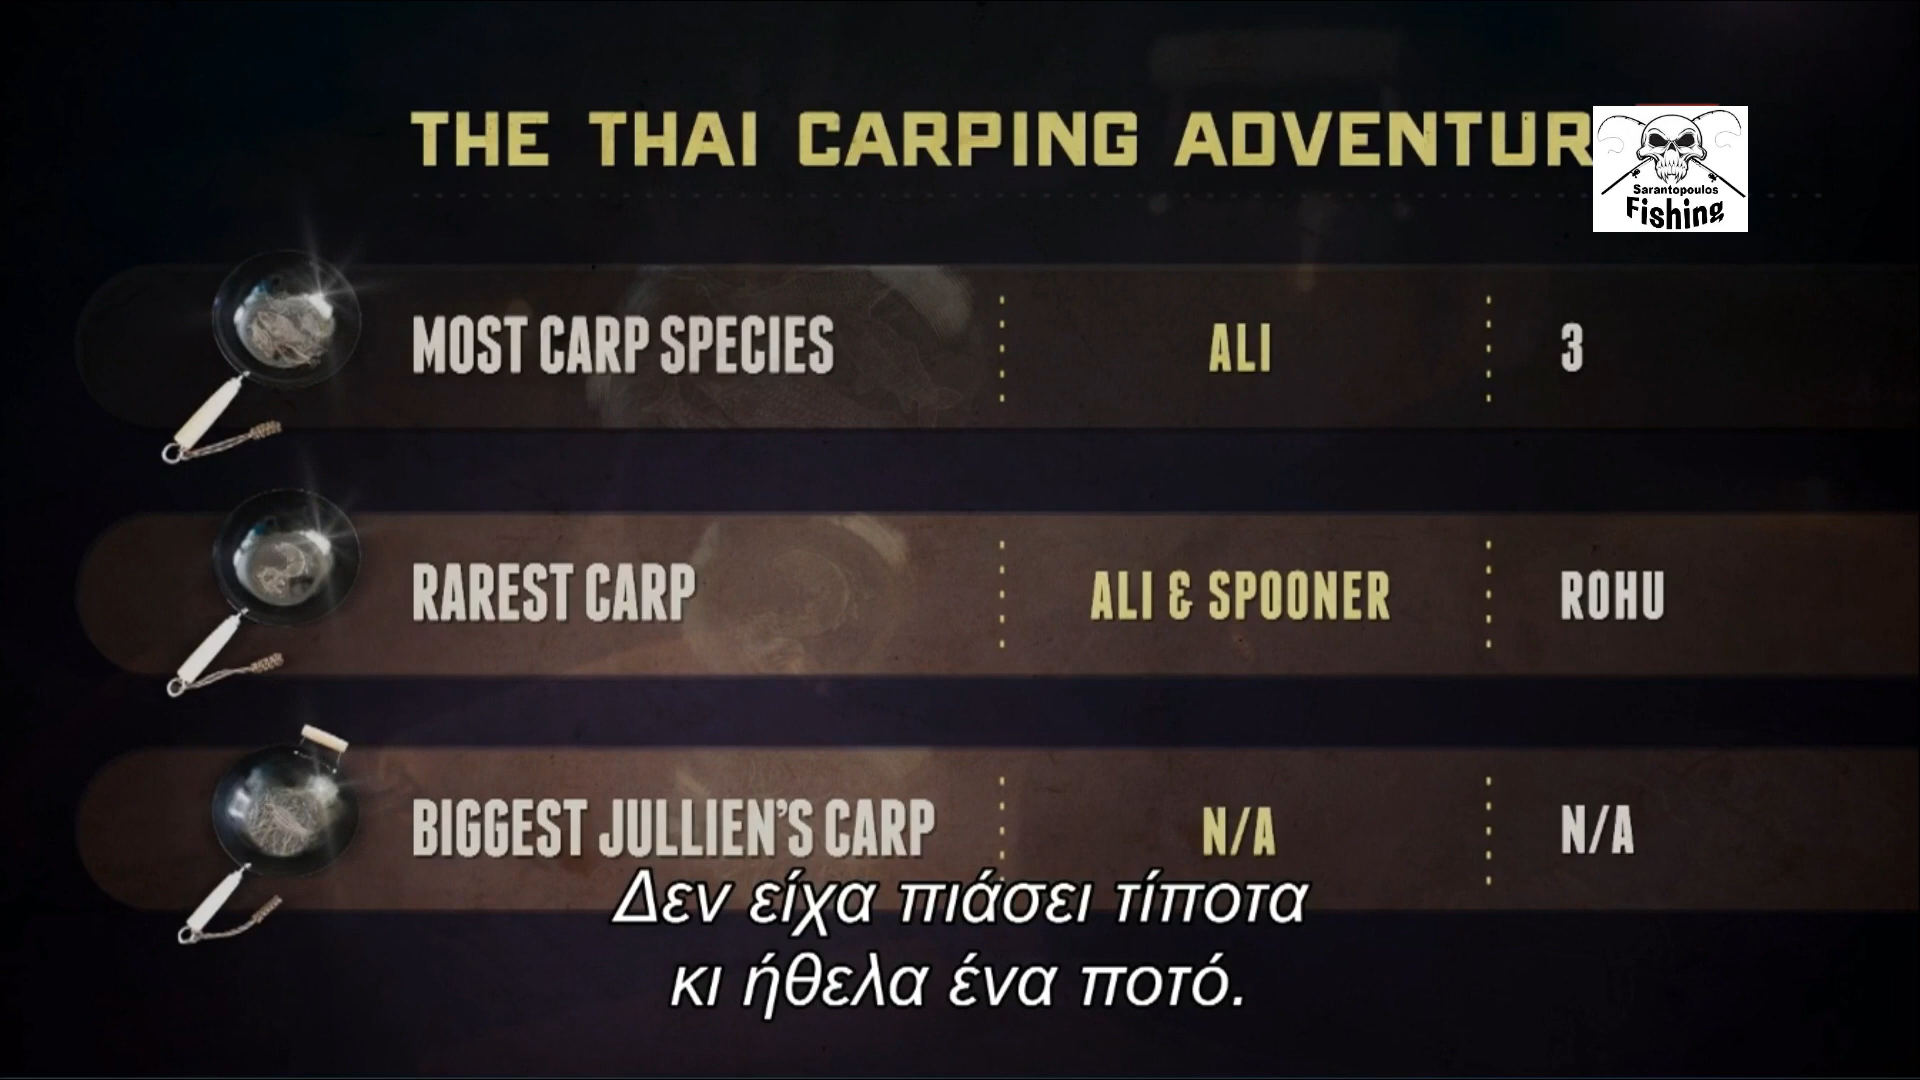 THE THAI CARPING ADVENTUR
Sarantopoulos
Fishing
MOST CARP SPECIES ALI 3
RAREST CARP ALI & SPOONER ROHU
BIGGEST JULLIEN'S CARP N/A N/A
Δεν είχα πιάσει τίποτα
κι ήθελα ένα ποτό.